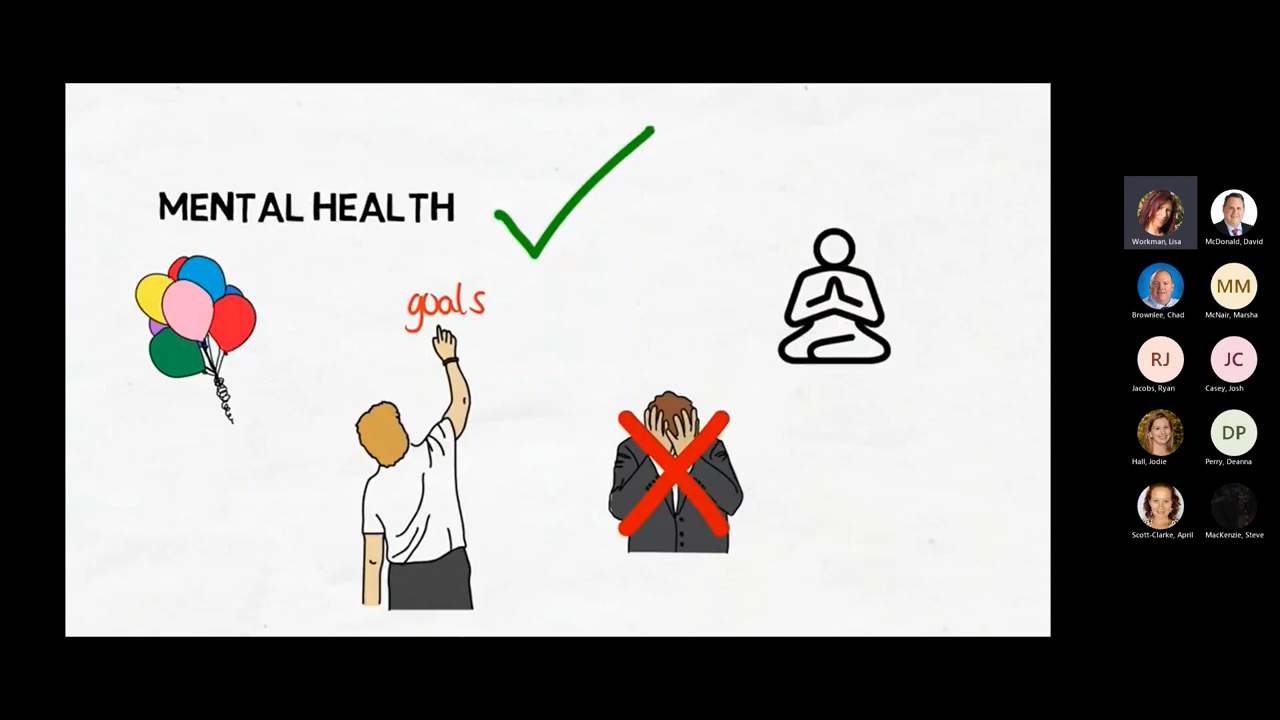 MENTAL HEALTH
goals
Workman, Lisa
McDonald, David
Brownlee, Chad
MM
McNair, Marsha
RJ
Jacobs, Ryan
JC
Casey, Josh
Hall, Jodie
DP
Perry, Deanna
Scott-Clarke, April
MacKenzie, Steve